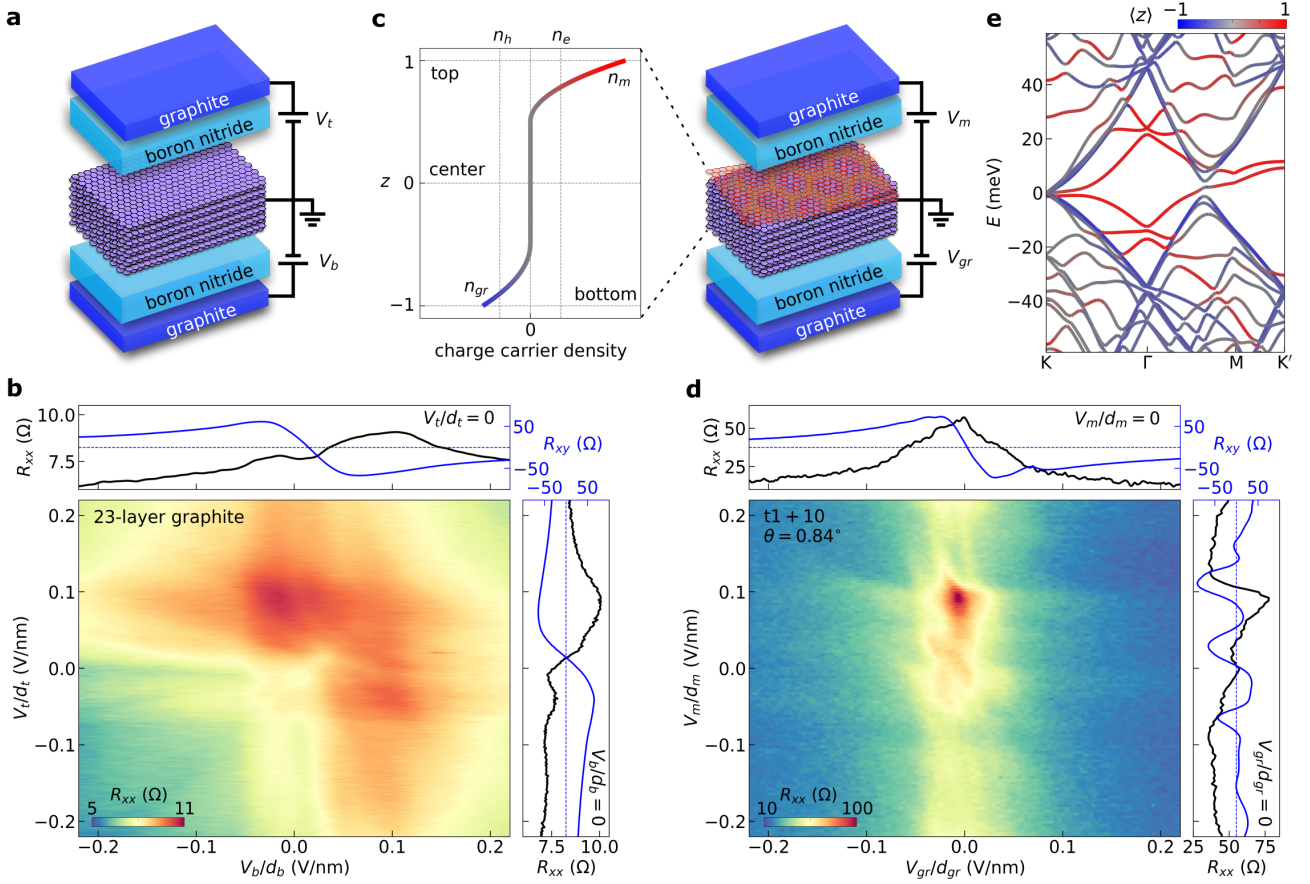 a
graphite
boron nitride
boron nitride
graphite
V_t
V_b
c
n_h
n_e
1
top
n_m
z
center
0
n_gr
bottom
−1
0
charge carrier density
graphite
boron nitride
boron nitride
graphite
V_m
V_gr
e
⟨z⟩
−1
1
E (meV)
40
20
0
−20
−40
K
Γ
M
K′
b
R_xx (Ω)
10.0
7.5
V_t/d_t = 0
50
−50
R_xy (Ω)
−50
50
23-layer graphite
V_t/d_t (V/nm)
0.2
0.1
0.0
−0.1
−0.2
R_xx (Ω)
5
11
−0.2
−0.1
0.0
0.1
0.2
V_b/d_b (V/nm)
V_b/d_b = 0
7.5
10.0
R_xx (Ω)
d
R_xx (Ω)
50
25
V_m/d_m = 0
50
−50
R_xy (Ω)
−50
50
t1 + 10
θ = 0.84°
V_m/d_m (V/nm)
0.2
0.1
0.0
−0.1
−0.2
R_xx (Ω)
10
100
−0.2
−0.1
0.0
0.1
0.2
V_gr/d_gr (V/nm)
V_gr/d_gr = 0
25
50
75
R_xx (Ω)